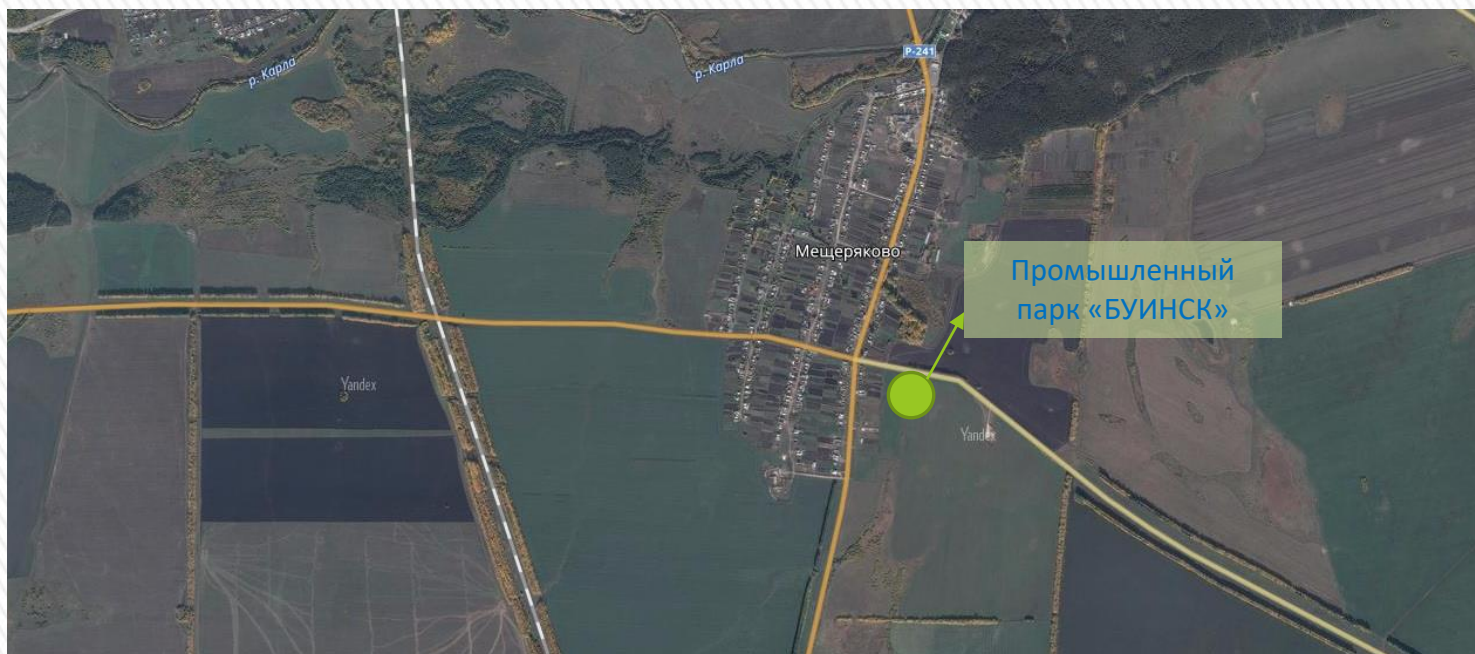 Р-241
р. Карла
р. Карла
Мещеряково
Промышленный
парк «БУИНСК»
Yandex
Yandex